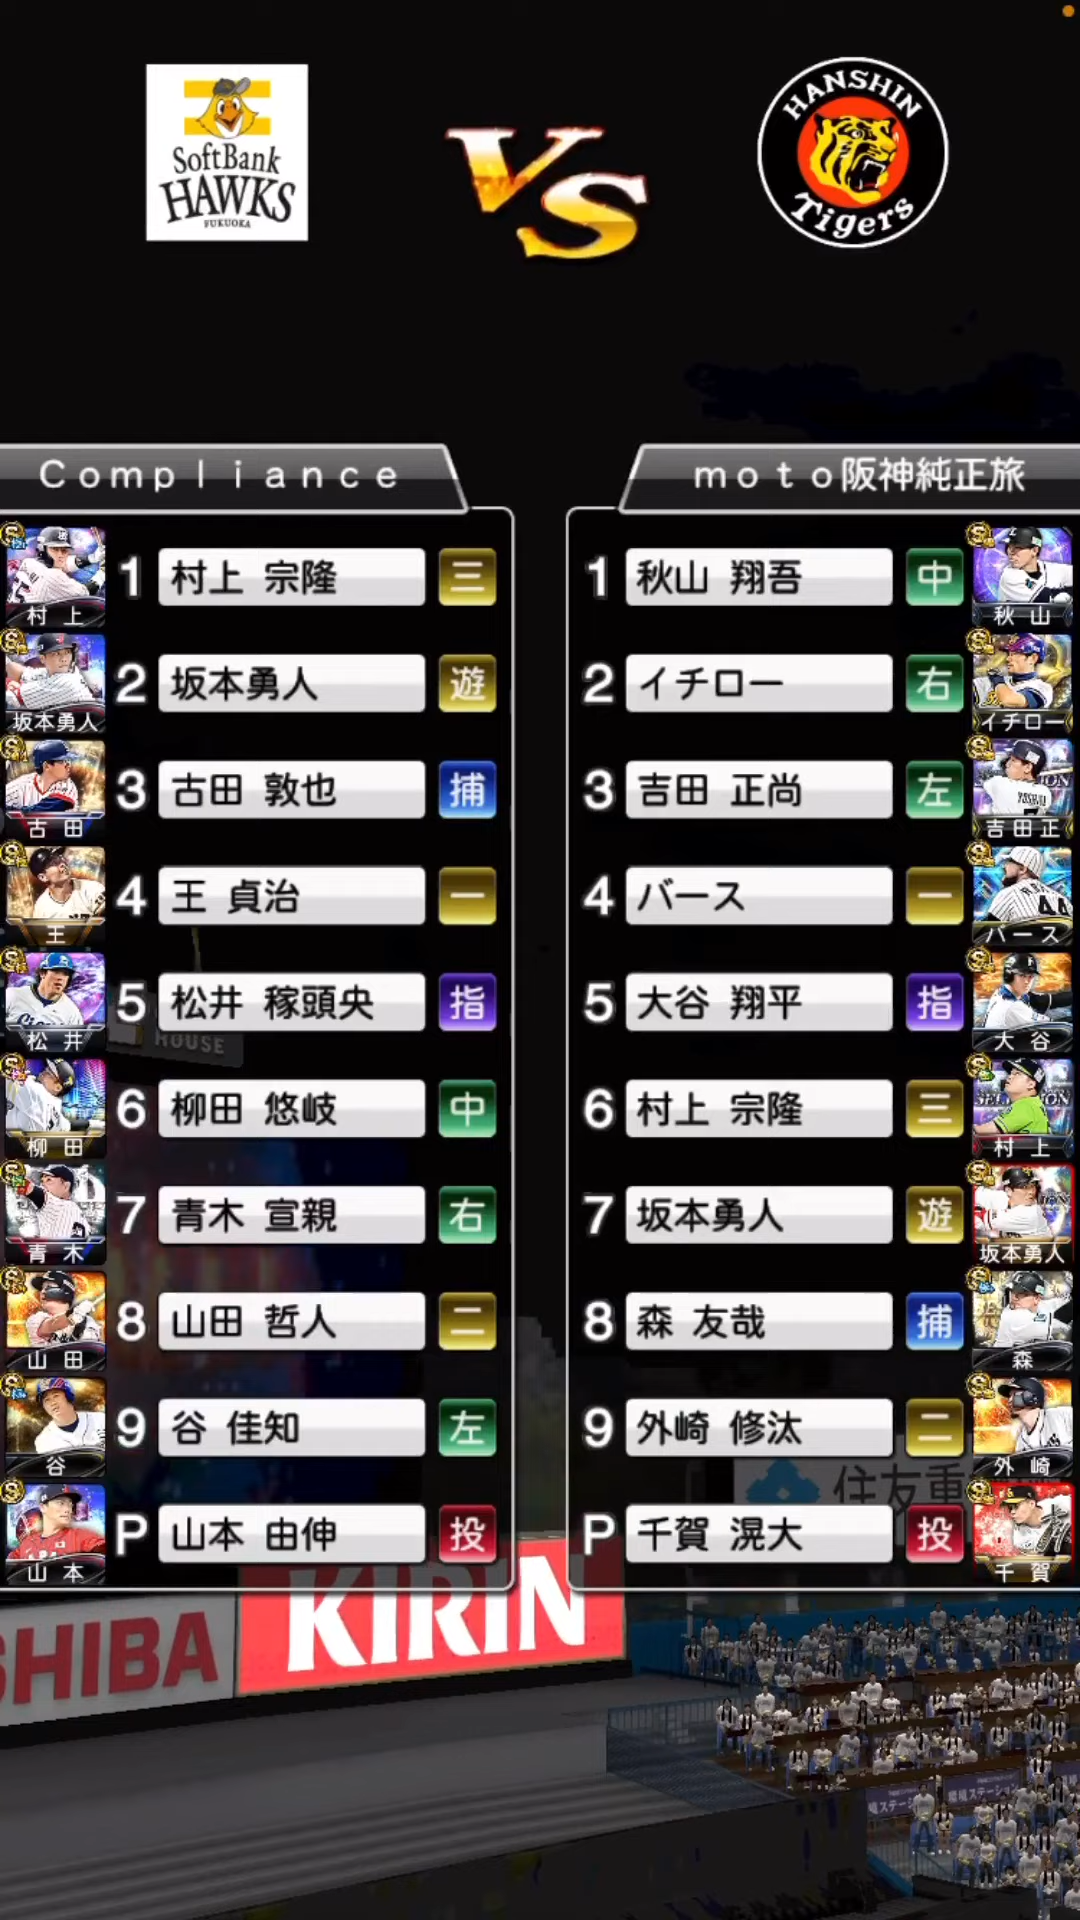 SoftBank
HAWKS
FUKUOKA
VS
HANSHIN
Tigers
Compliance
moto阪神純正旅
村上 1 村上 宗隆 三
坂本勇人 2 坂本勇人 遊
古田 3 古田 敦也 捕
王 4 王 貞治 一
松井 5 松井 稼頭央 指
柳田 6 柳田 悠岐 中
青木 7 青木 宣親 右
山田 8 山田 哲人 二
谷 9 谷 佳知 左
山本 P 山本 由伸 投
1 秋山 翔吾 中 秋山
2 イチロー 右 イチロー
3 吉田 正尚 左 吉田正
4 バース 一 バース
5 大谷 翔平 指 大谷
6 村上 宗隆 三 村上
7 坂本勇人 遊 坂本勇人
8 森 友哉 捕 森
9 外崎 修汰 二 外崎
P 千賀 滉大 投 千賀
HOUSE
住友重
SHIBA
KIRIN
環境ステーション